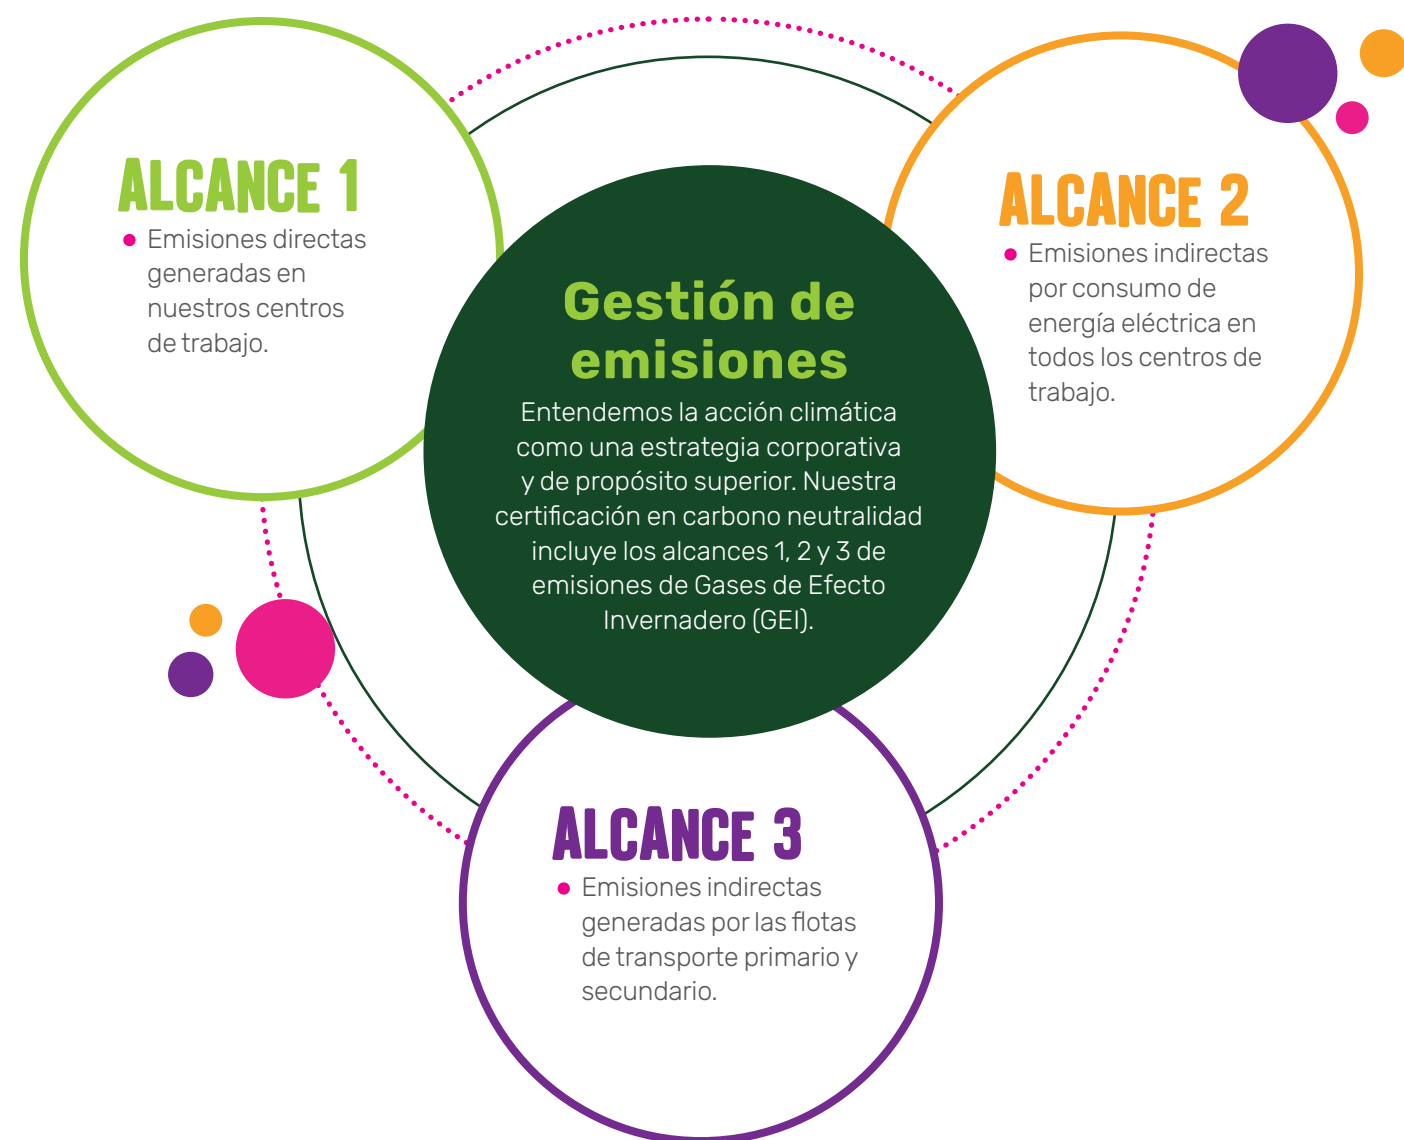 ALCANCE 1
Emisiones directas
generadas en
nuestros centros
de trabajo.
ALCANCE 2
Emisiones indirectas
por consumo de
energía eléctrica en
todos los centros de
trabajo.
Gestión de
emisiones
Entendemos la acción climática
como una estrategia corporativa
y de propósito superior. Nuestra
certificación en carbono neutralidad
incluye los alcances 1, 2 y 3 de
emisiones de Gases de Efecto
Invernadero (GEI).
ALCANCE 3
Emisiones indirectas
generadas por las flotas
de transporte primario y
secundario.